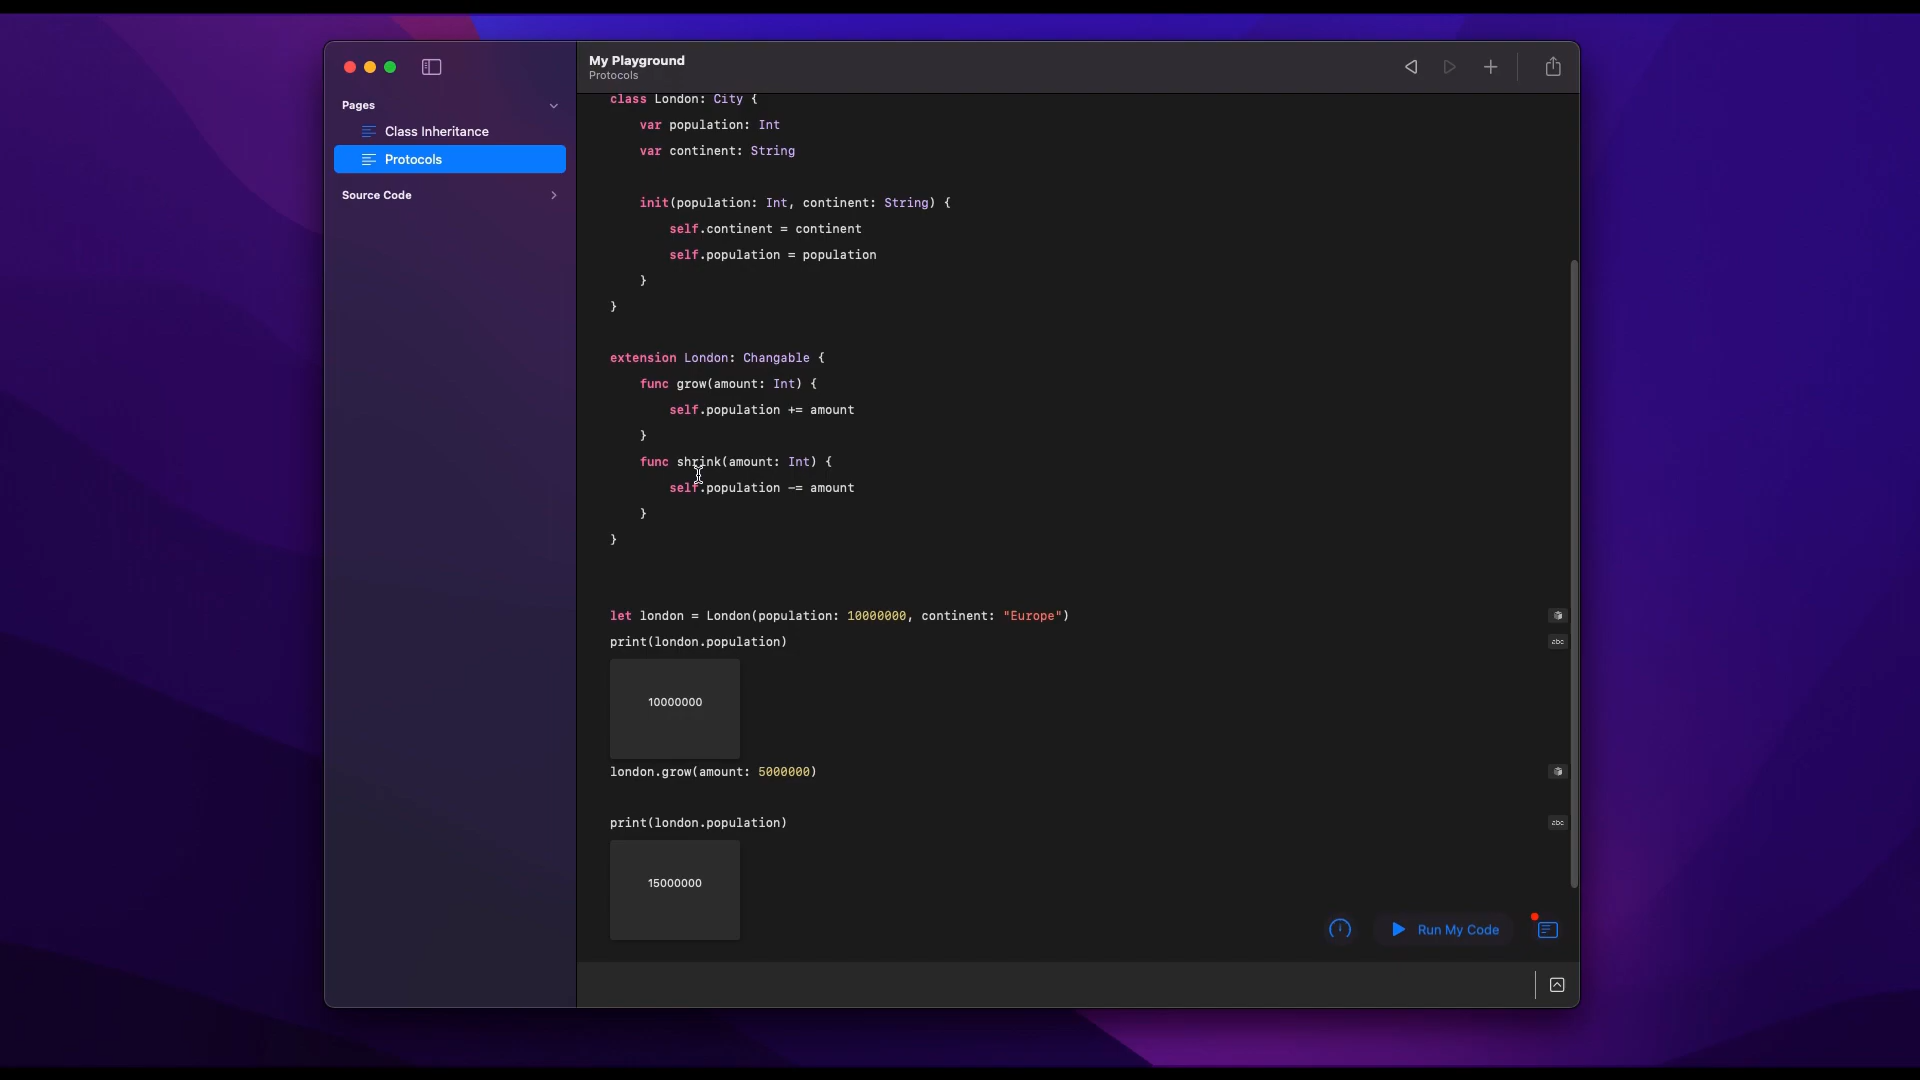 My Playground
Protocols
Pages
Class Inheritance
Protocols
Source Code
class London: City {
var population: Int
var continent: String
init(population: Int, continent: String) {
self.continent = continent
self.population = population
}
}
extension London: Changable {
func grow(amount: Int) {
self.population += amount
}
func shrink(amount: Int) {
self.population -= amount
}
}
let london = London(population: 10000000, continent: "Europe")
abc
print(london.population)
10000000
london.grow(amount: 5000000)
print(london.population)
abc
15000000
Run My Code